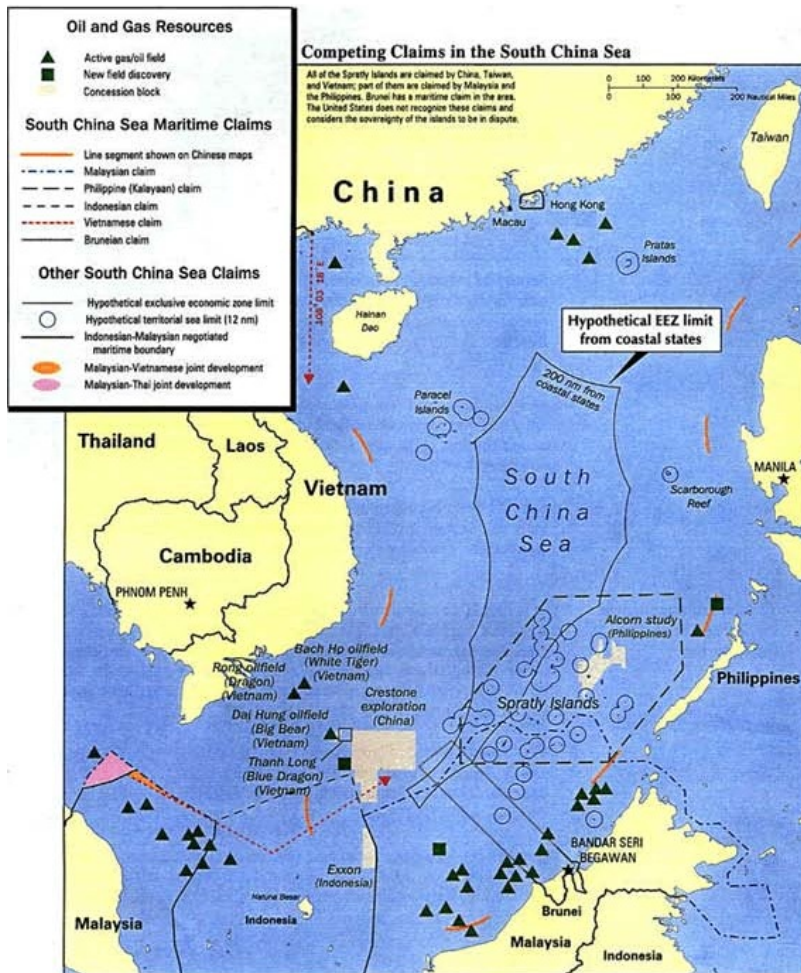 Oil and Gas Resources
Active gas/oil field
New field discovery
Concession block
South China Sea Maritime Claims
Line segment shown on Chinese maps
Malaysian claim
Philippine (Kalayaan) claim
Indonesian claim
Vietnamese claim
Bruneian claim
Other South China Sea Claims
Hypothetical exclusive economic zone limit
Hypothetical territorial sea limit (12 nm)
Indonesian-Malaysian negotiated
maritime boundary
Malaysian-Vietnamese joint development
Malaysian-Thai joint development
Competing Claims in the South China Sea
All of the Spratly Islands are claimed by China, Taiwan,
and Vietnam; part of them are claimed by Malaysia and
the Philippines. Brunei has a maritime claim in the area.
The United States does not recognize these claims and
considers the sovereignty of the islands to be in dispute.
0 100 200 Kilometers
0 100 200 Nautical Miles
Taiwan
China
Hong Kong
Macau
Pratas
Islands
Hainan
Dao
Hypothetical EEZ limit
from coastal states
200 nm from
coastal states
Paracel
Islands
Thailand
Laos
Vietnam
South
China
Sea
MANILA
Scarborough
Reef
Cambodia
PHNOM PENH
Alcorn study
(Philippines)
Philippines
Bach Ho oilfield
(White Tiger)
(Vietnam)
Rong oilfield
(Dragon)
(Vietnam)
Crestone
exploration
(China)
Spratly Islands
Dai Hung oilfield
(Big Bear)
(Vietnam)
Thanh Long
(Blue Dragon)
(Vietnam)
BANDAR SERI
BEGAWAN
Exxon
(Indonesia)
Natuna Besar
Indonesia
Brunei
Malaysia
Malaysia
Indonesia